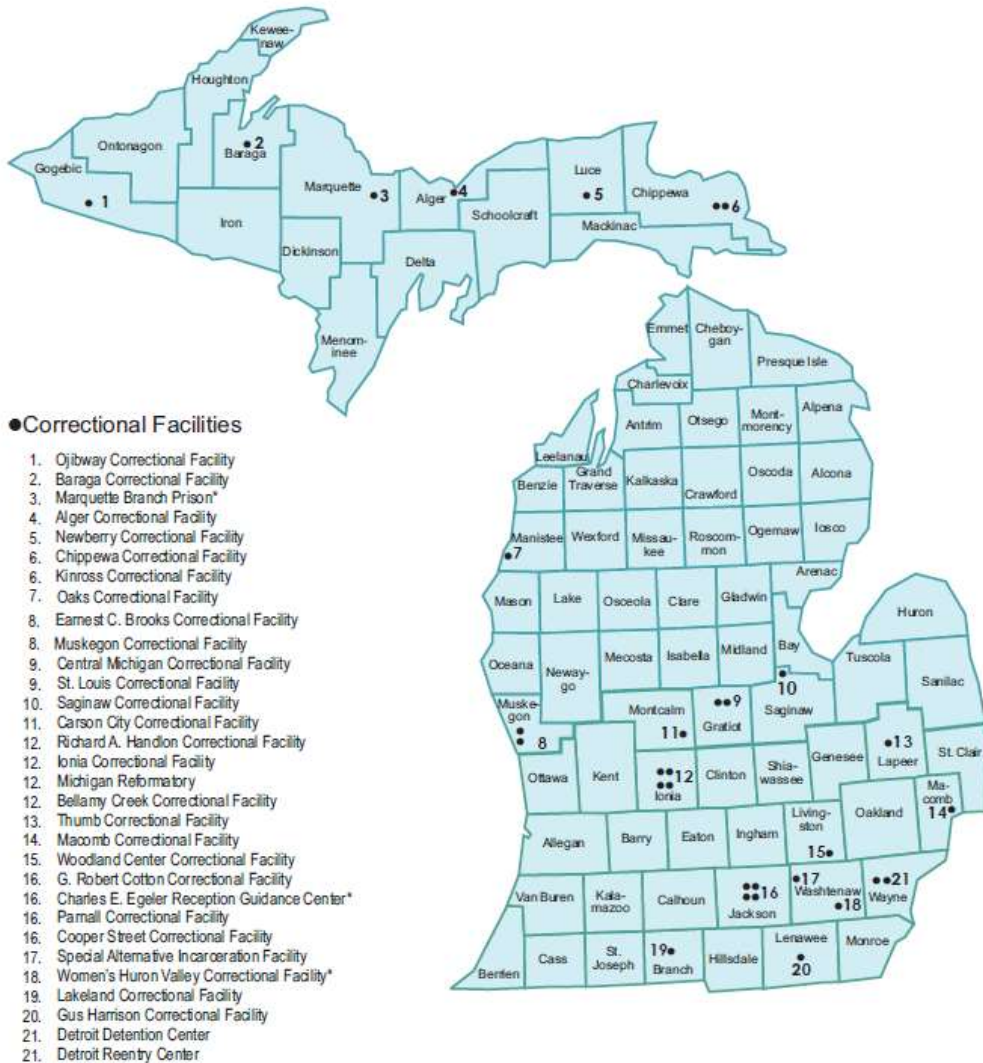 Kewee-
naw
Houghton
Ontonagon
2
Baraga
Gogebic
1
Iron
Marquette
3
Alger
4
Luce
5
Chippewa
6
Schoolcraft
Mackinac
Dickinson
Delta
Menom-
inee
Emmet
Cheboy-
gan
Presque Isle
Charlevoix
Antrim
Otsego
Mont-
morency
Alpena
Leelanau
Benzie
Grand
Traverse
Kalkaska
Crawford
Oscoda
Alcona
Manistee
7
Wexford
Missau-
kee
Roscom-
mon
Ogemaw
Iosco
Arenac
Mason
Lake
Osceola
Clare
Gladwin
Huron
Oceana
Neway-
go
Mecosta
Isabella
Midland
Bay
10
Tuscola
Sanilac
Muske-
gon
8
Montcalm
11
9
Gratiot
Saginaw
Ottawa
Kent
12
Ionia
Clinton
Shia-
wassee
Genesee
13
Lapeer
St. Clair
Allegan
Barry
Eaton
Ingham
Living-
ston
15
Oakland
Ma-
comb
14
Van Buren
Kala-
mazoo
Calhoun
16
Jackson
17
Washtenaw
18
21
Wayne
Berrien
Cass
St.
Joseph
19
Branch
Hillsdale
Lenawee
20
Monroe
●Correctional Facilities
1. Ojibway Correctional Facility
2. Baraga Correctional Facility
3. Marquette Branch Prison*
4. Alger Correctional Facility
5. Newberry Correctional Facility
6. Chippewa Correctional Facility
6. Kinross Correctional Facility
7. Oaks Correctional Facility
8. Earnest C. Brooks Correctional Facility
8. Muskegon Correctional Facility
9. Central Michigan Correctional Facility
9. St. Louis Correctional Facility
10. Saginaw Correctional Facility
11. Carson City Correctional Facility
12. Richard A. Handlon Correctional Facility
12. Ionia Correctional Facility
12. Michigan Reformatory
12. Bellamy Creek Correctional Facility
13. Thumb Correctional Facility
14. Macomb Correctional Facility
15. Woodland Center Correctional Facility
16. G. Robert Cotton Correctional Facility
16. Charles E. Egeler Reception Guidance Center*
16. Parnall Correctional Facility
16. Cooper Street Correctional Facility
17. Special Alternative Incarceration Facility
18. Women's Huron Valley Correctional Facility*
19. Lakeland Correctional Facility
20. Gus Harrison Correctional Facility
21. Detroit Detention Center
21. Detroit Reentry Center